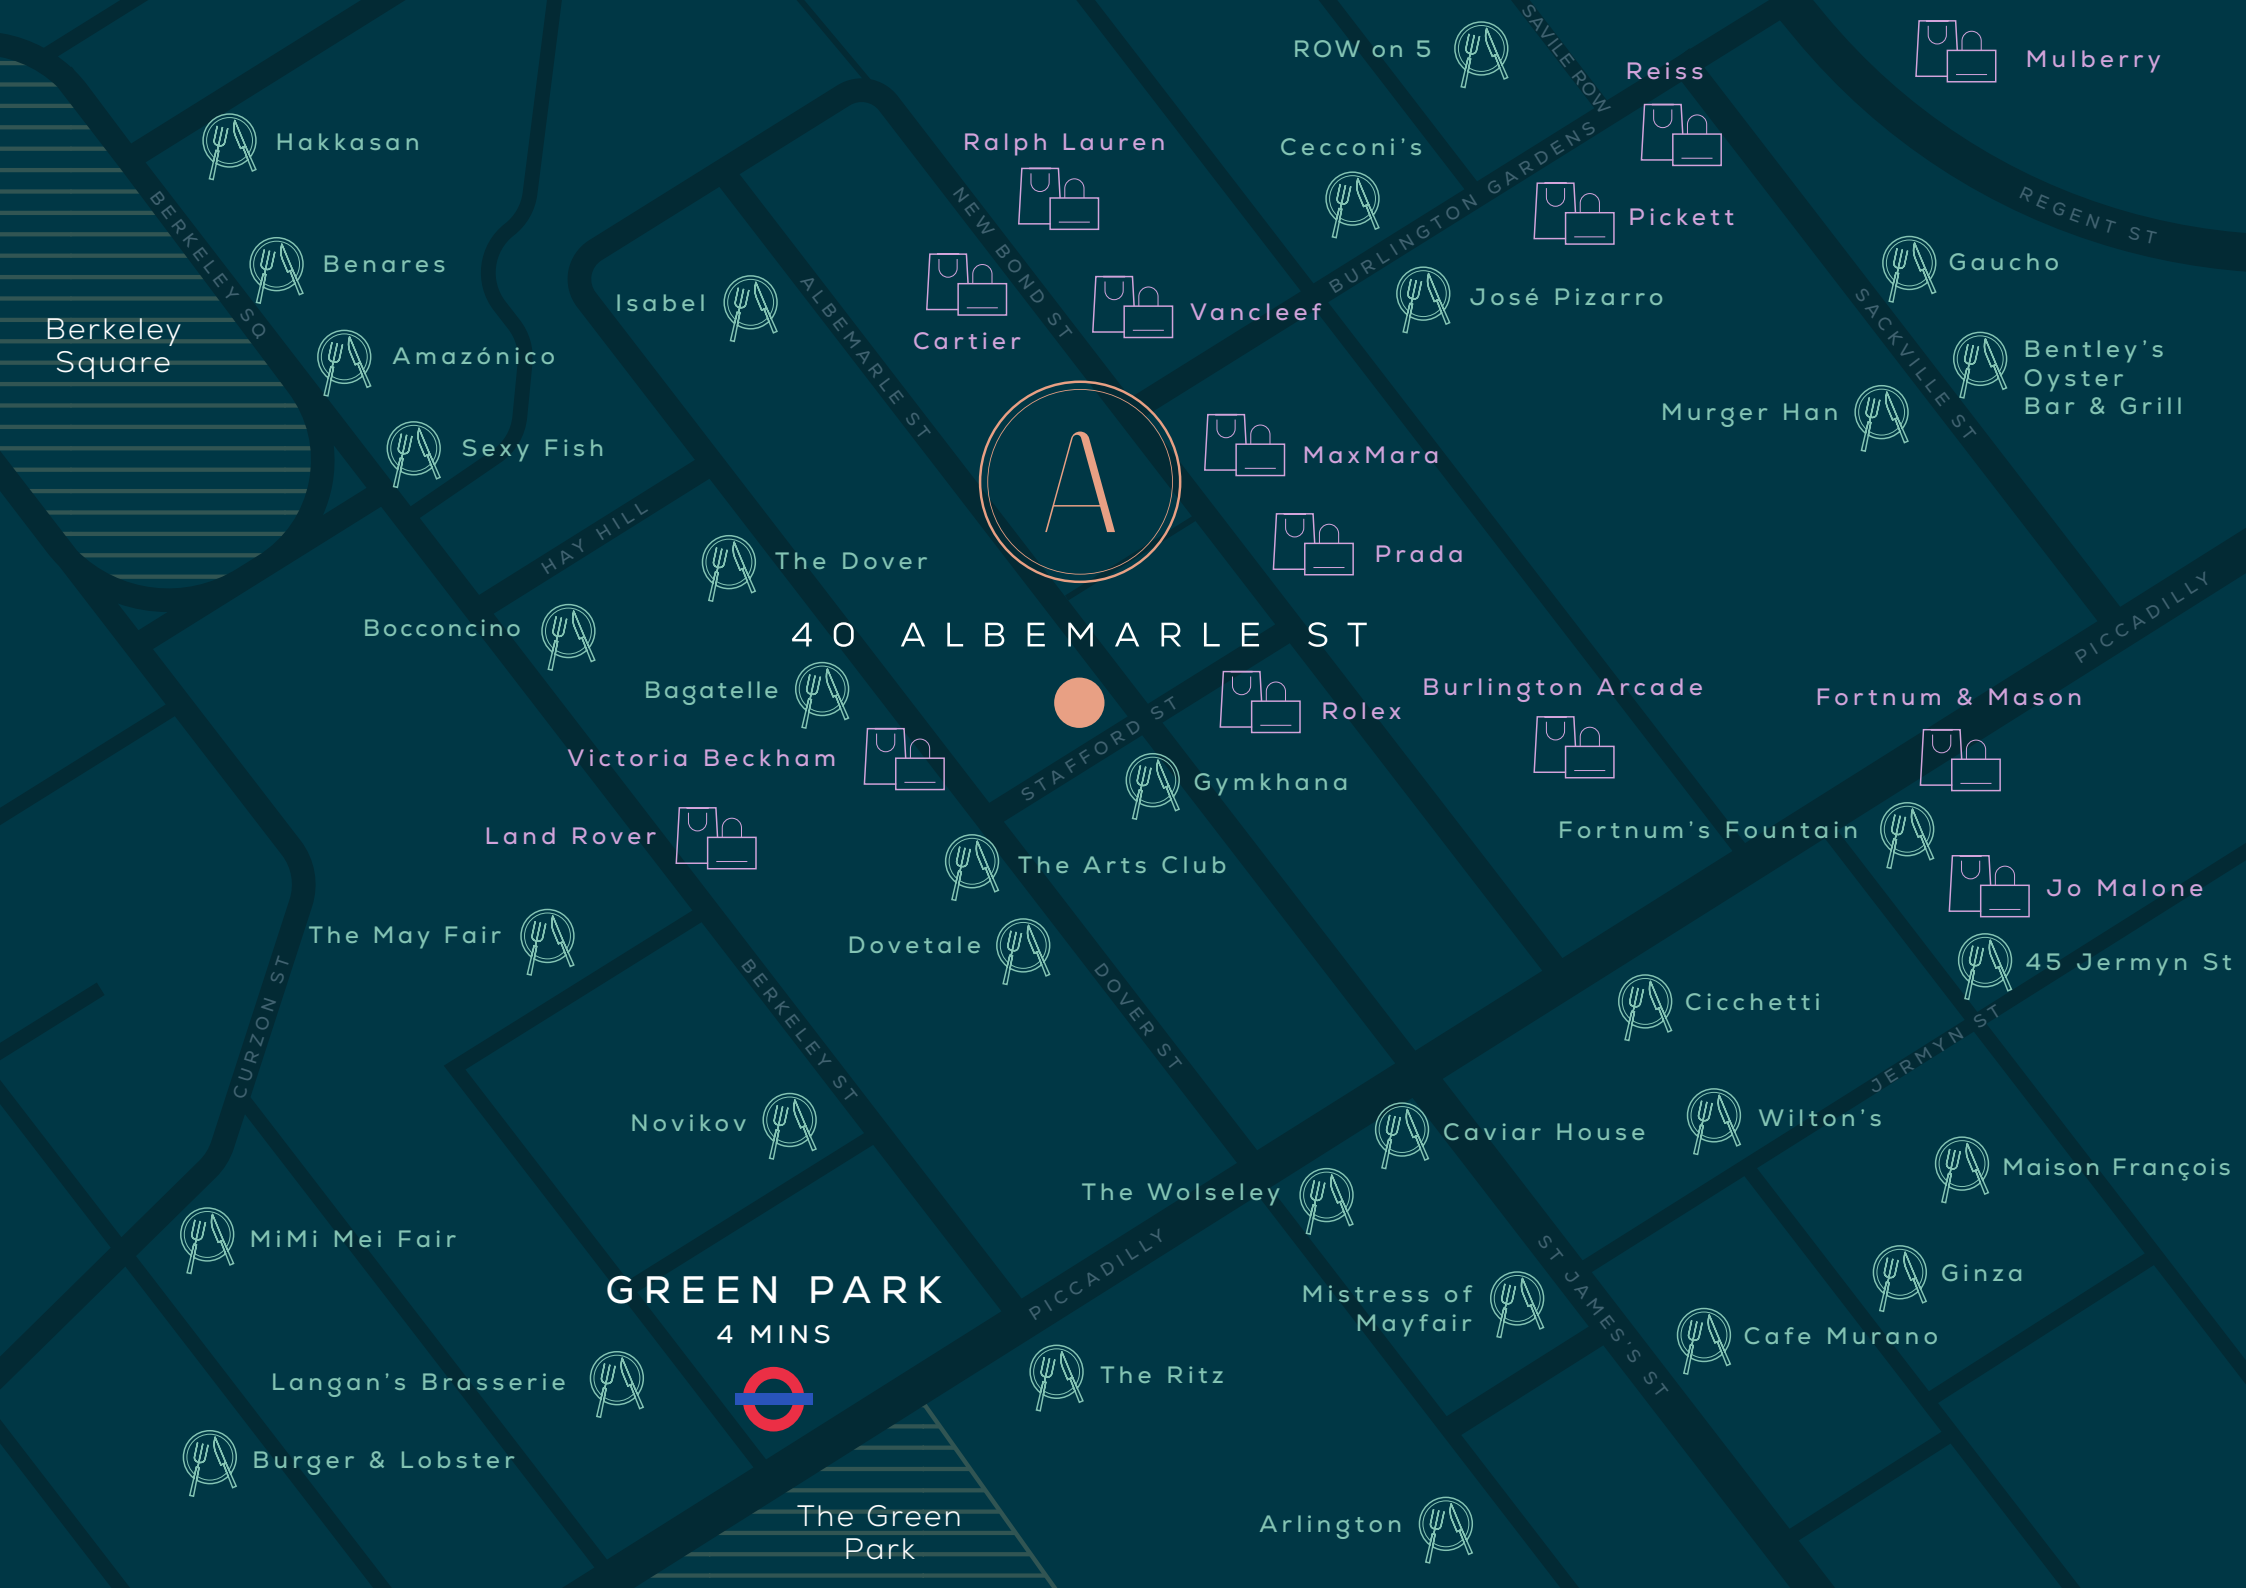 ROW on 5
SAVILE ROW
Reiss
Mulberry
Hakkasan
Ralph Lauren
Cecconi's
BURLINGTON GARDENS
Pickett
REGENT ST
BERKELEY SQ
Benares
NEW BOND ST
Gaucho
Isabel
ALBEMARLE ST
Cartier
Vancleef
José Pizarro
SACKVILLE ST
Berkeley
Square
Amazónico
Bentley's
Oyster
Bar & Grill
Murger Han
Sexy Fish
A
MaxMara
HAY HILL
The Dover
Prada
PICCADILLY
Bocconcino
40 ALBEMARLE ST
Bagatelle
STAFFORD ST
Rolex
Burlington Arcade
Fortnum & Mason
Victoria Beckham
Gymkhana
Land Rover
The Arts Club
Fortnum's Fountain
Jo Malone
The May Fair
Dovetale
45 Jermyn St
CURZON ST
BERKELEY ST
DOVER ST
Cicchetti
JERMYN ST
Novikov
Caviar House
Wilton's
The Wolseley
Maison François
MiMi Mei Fair
PICCADILLY
ST JAMES'S ST
GREEN PARK
4 MINS
Mistress of
Mayfair
Ginza
Cafe Murano
Langan's Brasserie
The Ritz
Burger & Lobster
The Green
Park
Arlington